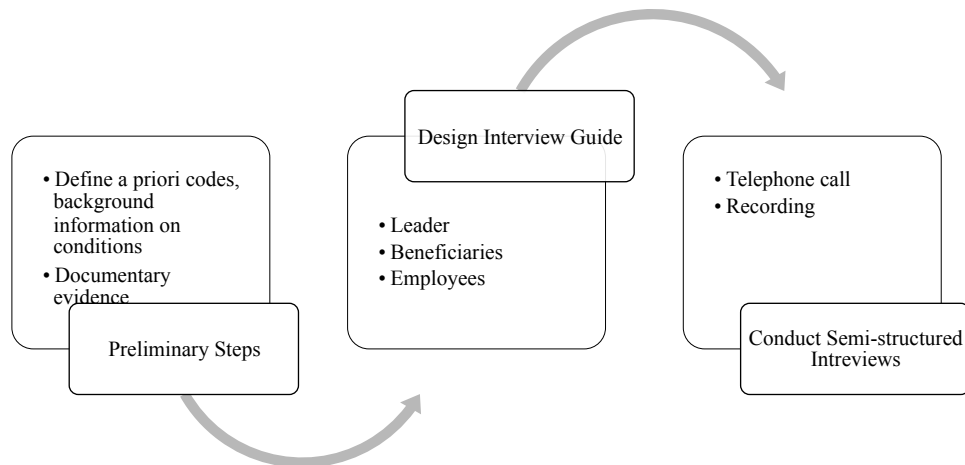 • Define a priori codes,
background
information on
conditions
• Documentary
evidence
Preliminary Steps
Design Interview Guide
• Leader
• Beneficiaries
• Employees
• Telephone call
• Recording
Conduct Semi-structured
Intreviews